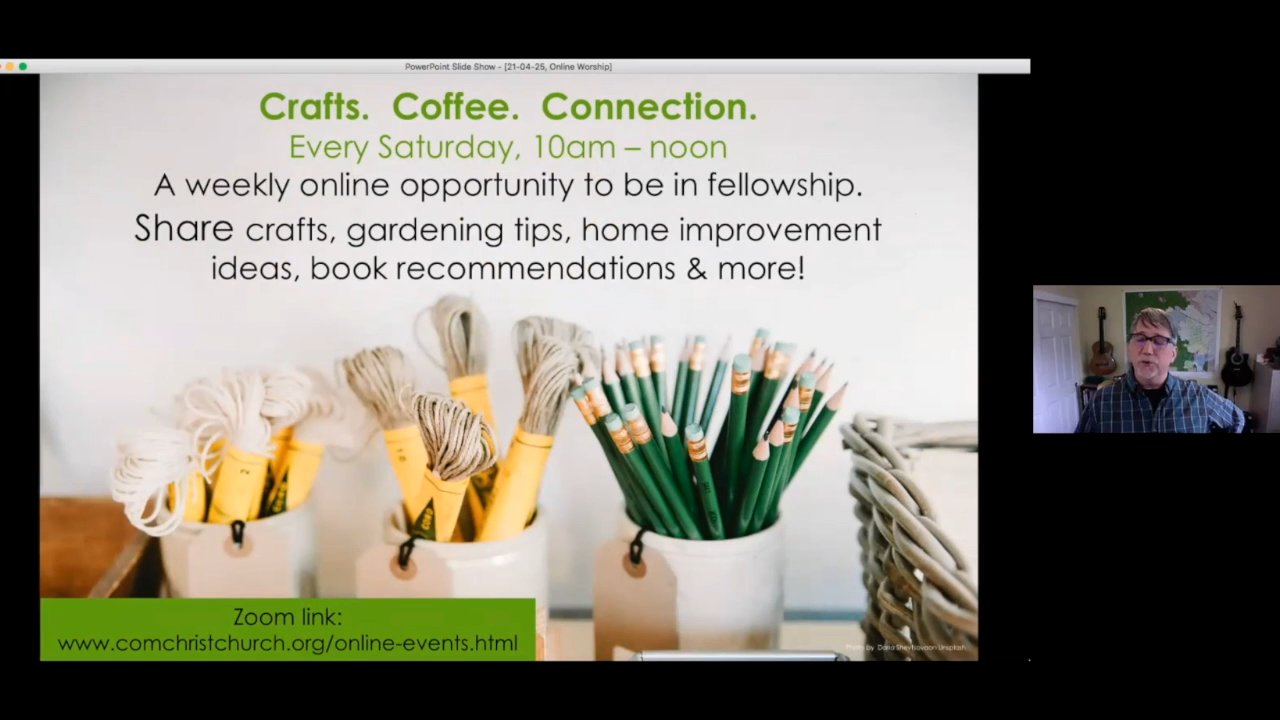 PowerPoint Slide Show - [21-04-25, Online Worship]
Crafts.  Coffee.  Connection.
Every Saturday, 10am – noon
A weekly online opportunity to be in fellowship.
Share crafts, gardening tips, home improvement
ideas, book recommendations & more!
Zoom link:
www.comchristchurch.org/online-events.html